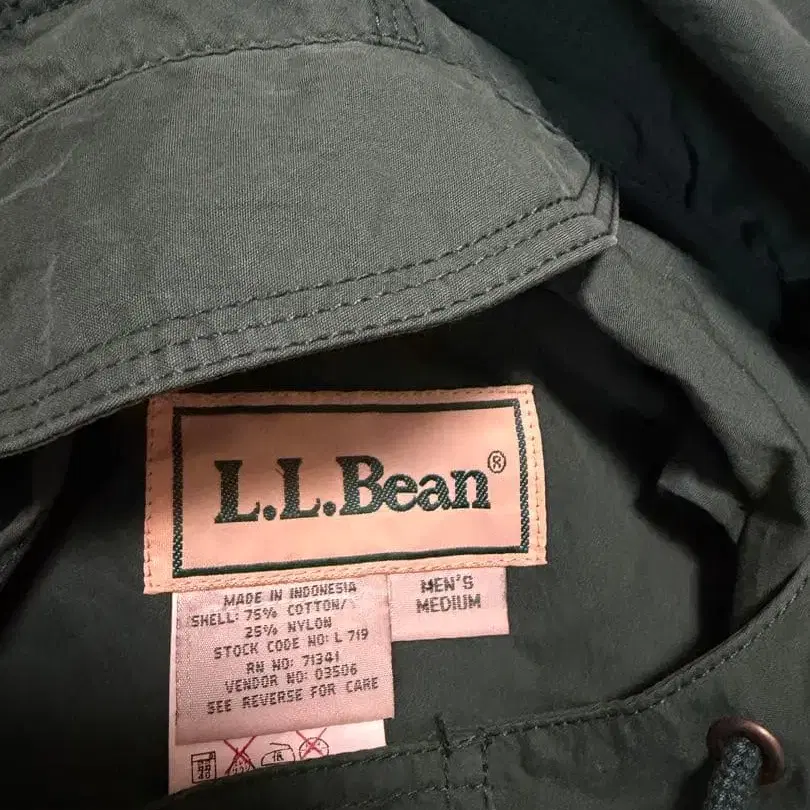 L.L.Bean®
MADE IN INDONESIA
SHELL: 75% COTTON/
25% NYLON
STOCK CODE NO: L 719
RN NO: 71341
VENDOR NO: 03506
SEE REVERSE FOR CARE
MEN'S
MEDIUM